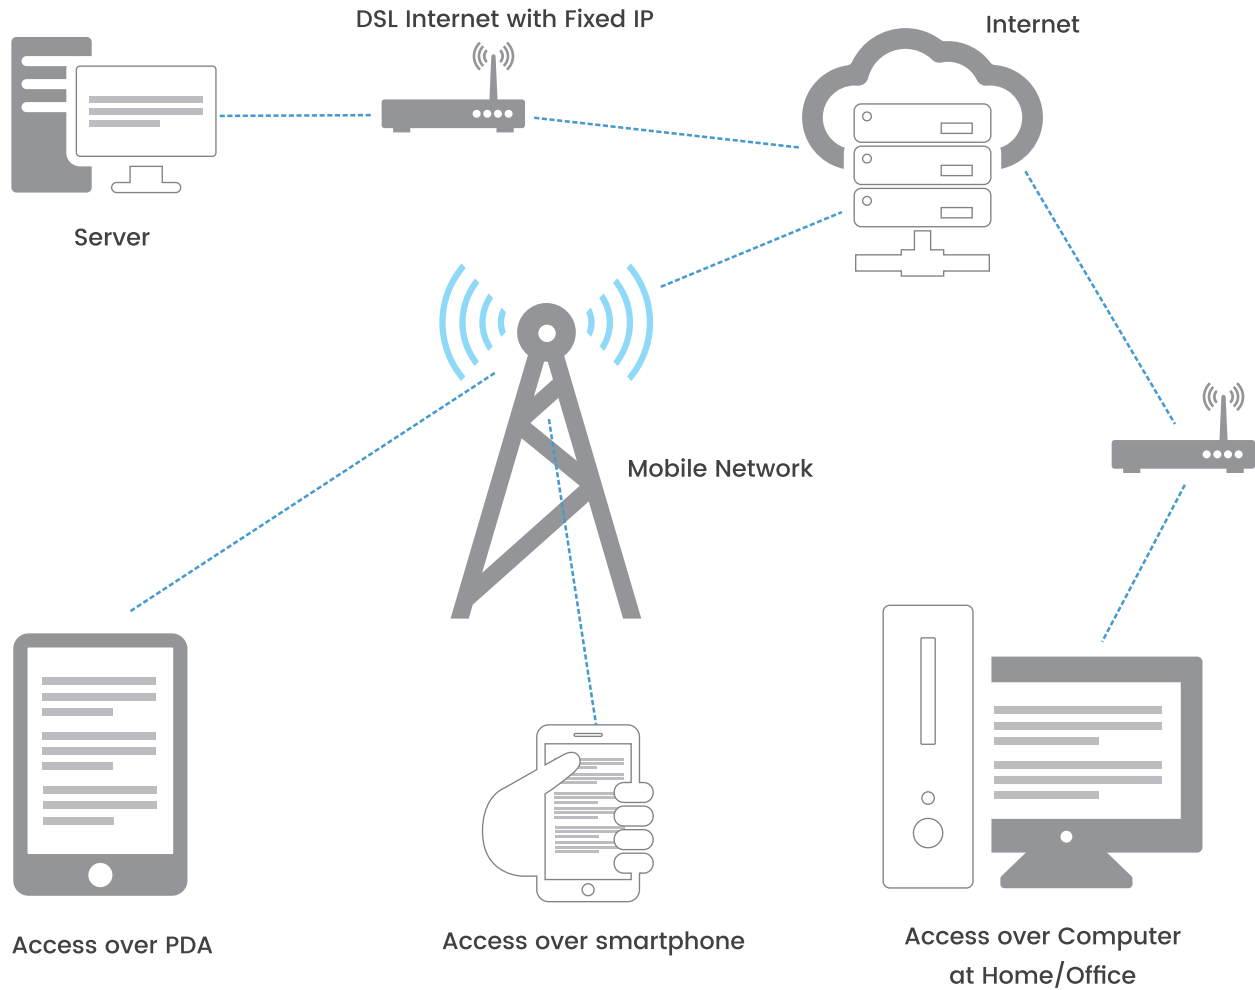 DSL Internet with Fixed IP
Internet
Server
Mobile Network
Access over PDA
Access over smartphone
Access over Computer
at Home/Office